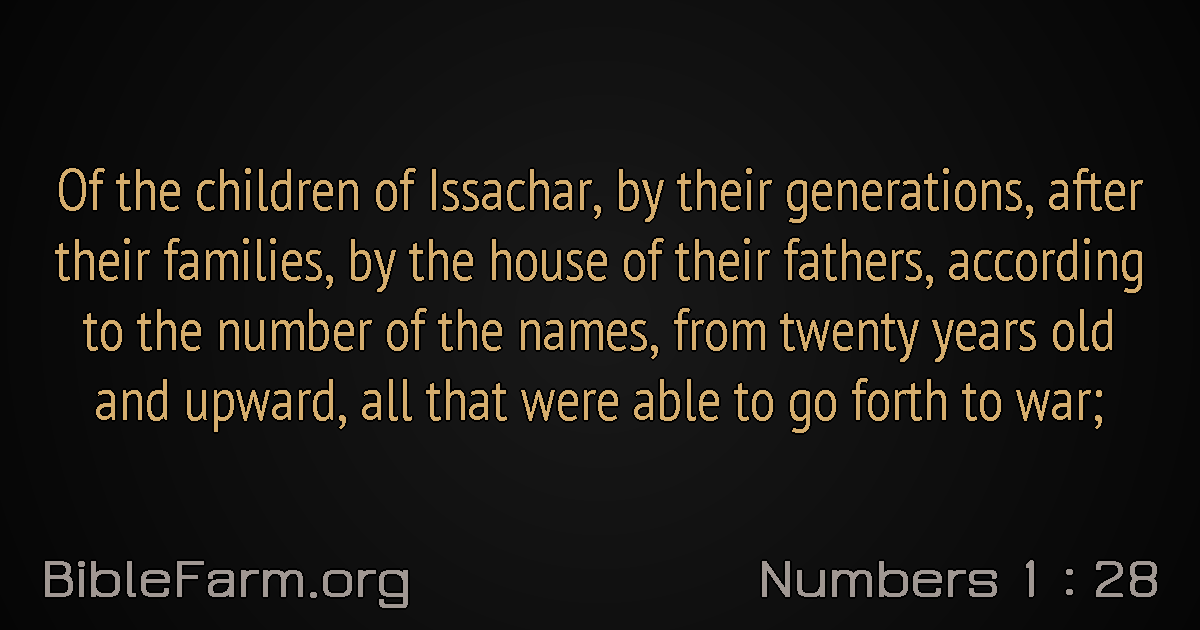 Of the children of Issachar, by their generations, after
their families, by the house of their fathers, according
to the number of the names, from twenty years old
and upward, all that were able to go forth to war;
BibleFarm.org
Numbers 1 : 28